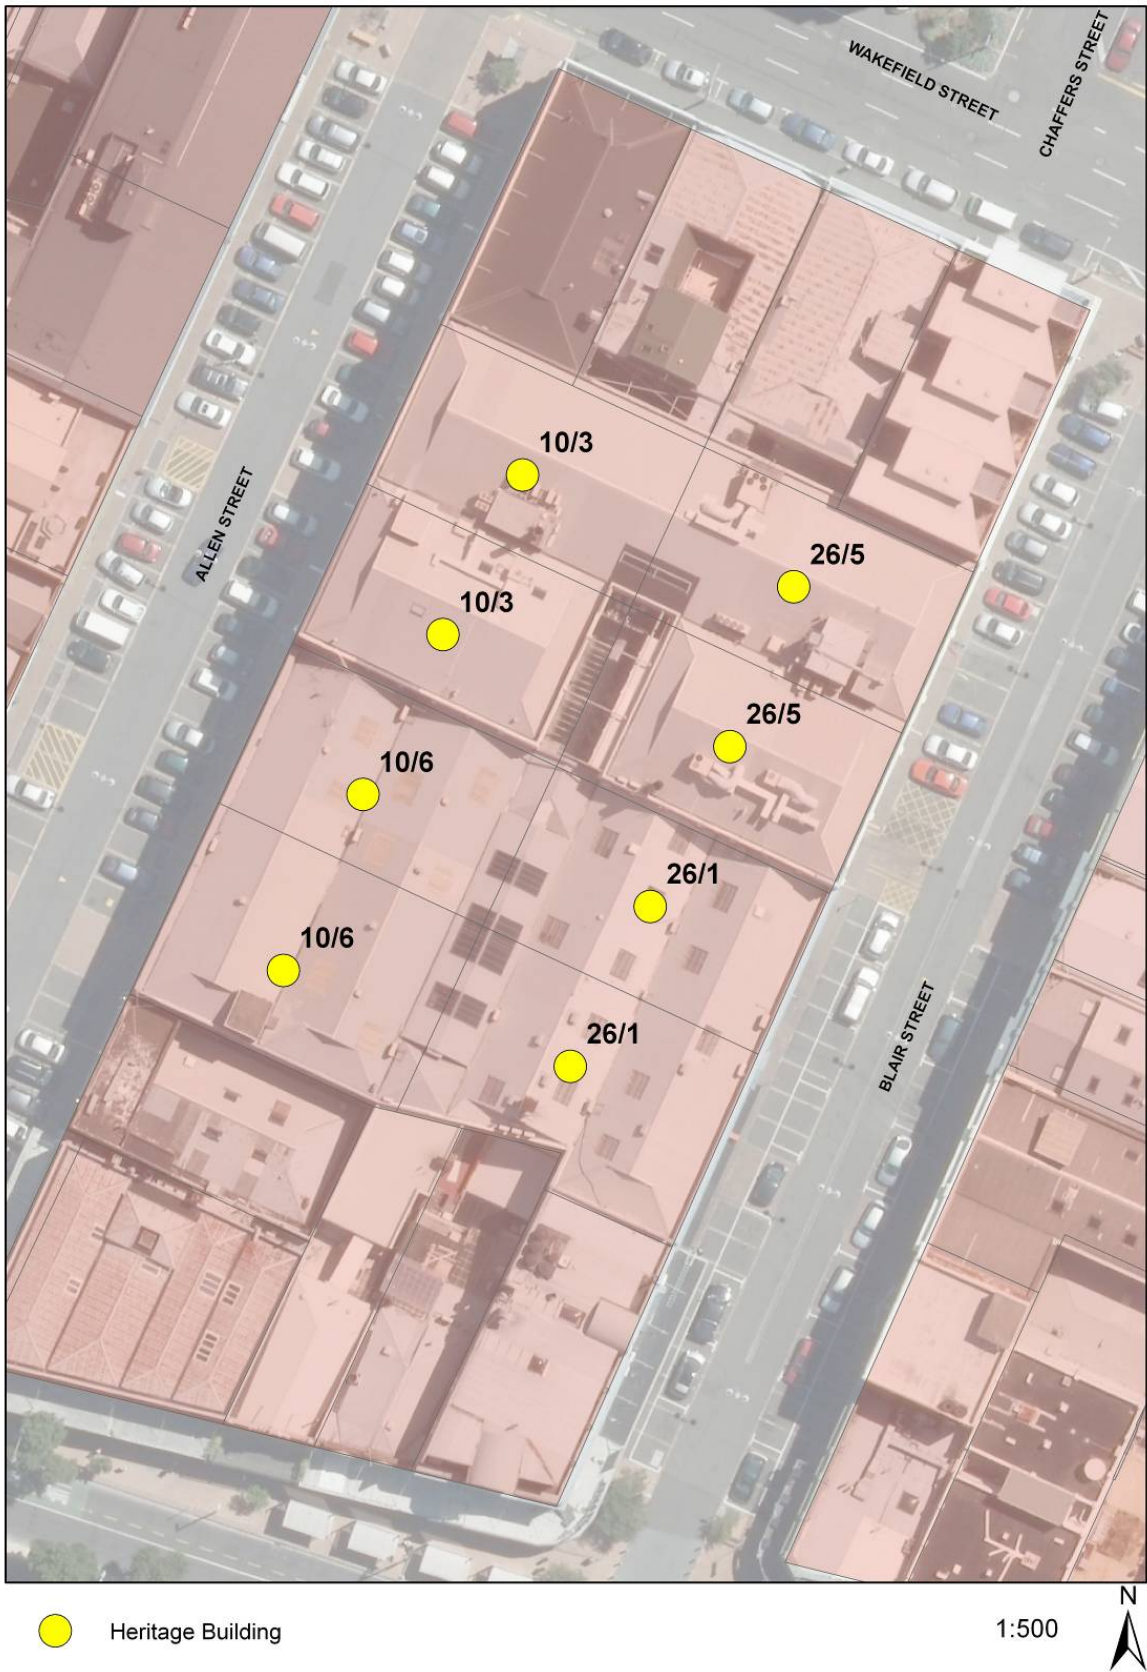 WAKEFIELD STREET
CHAFFERS STREET
10/3
ALLEN STREET
26/5
10/3
26/5
10/6
26/1
10/6
BLAIR STREET
26/1
Heritage Building
1:500
N